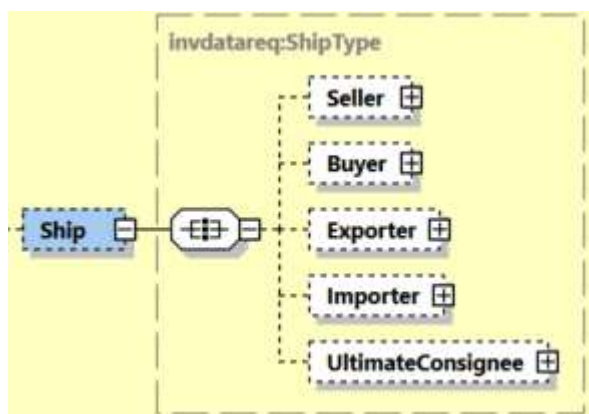 invdatareq:ShipType
Seller
Buyer
Ship
Exporter
Importer
UltimateConsignee